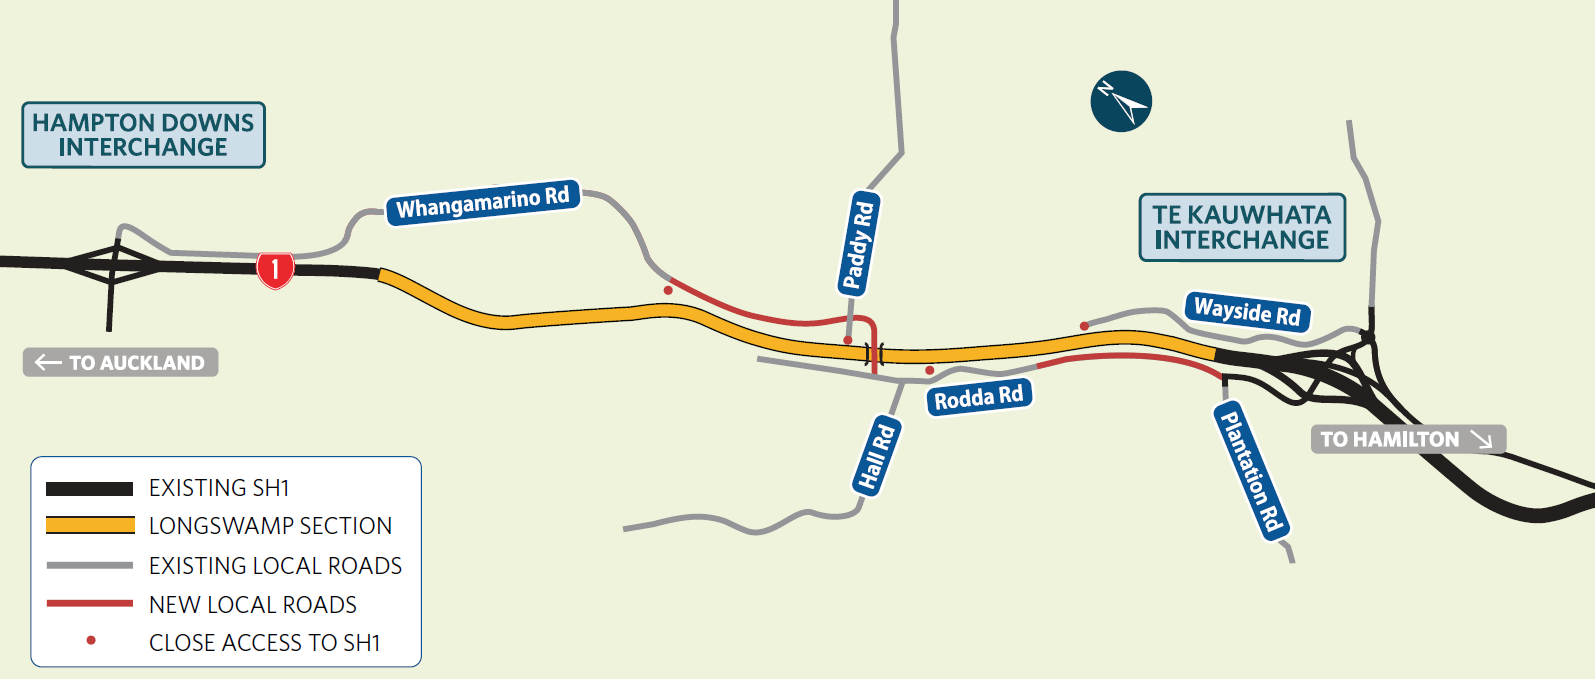 N
HAMPTON DOWNS
INTERCHANGE
Whangamarino Rd
Paddy Rd
TE KAUWHATA
INTERCHANGE
1
Wayside Rd
← TO AUCKLAND
Rodda Rd
Hall Rd
Plantation Rd
TO HAMILTON ↘
EXISTING SH1
LONGSWAMP SECTION
EXISTING LOCAL ROADS
NEW LOCAL ROADS
CLOSE ACCESS TO SH1